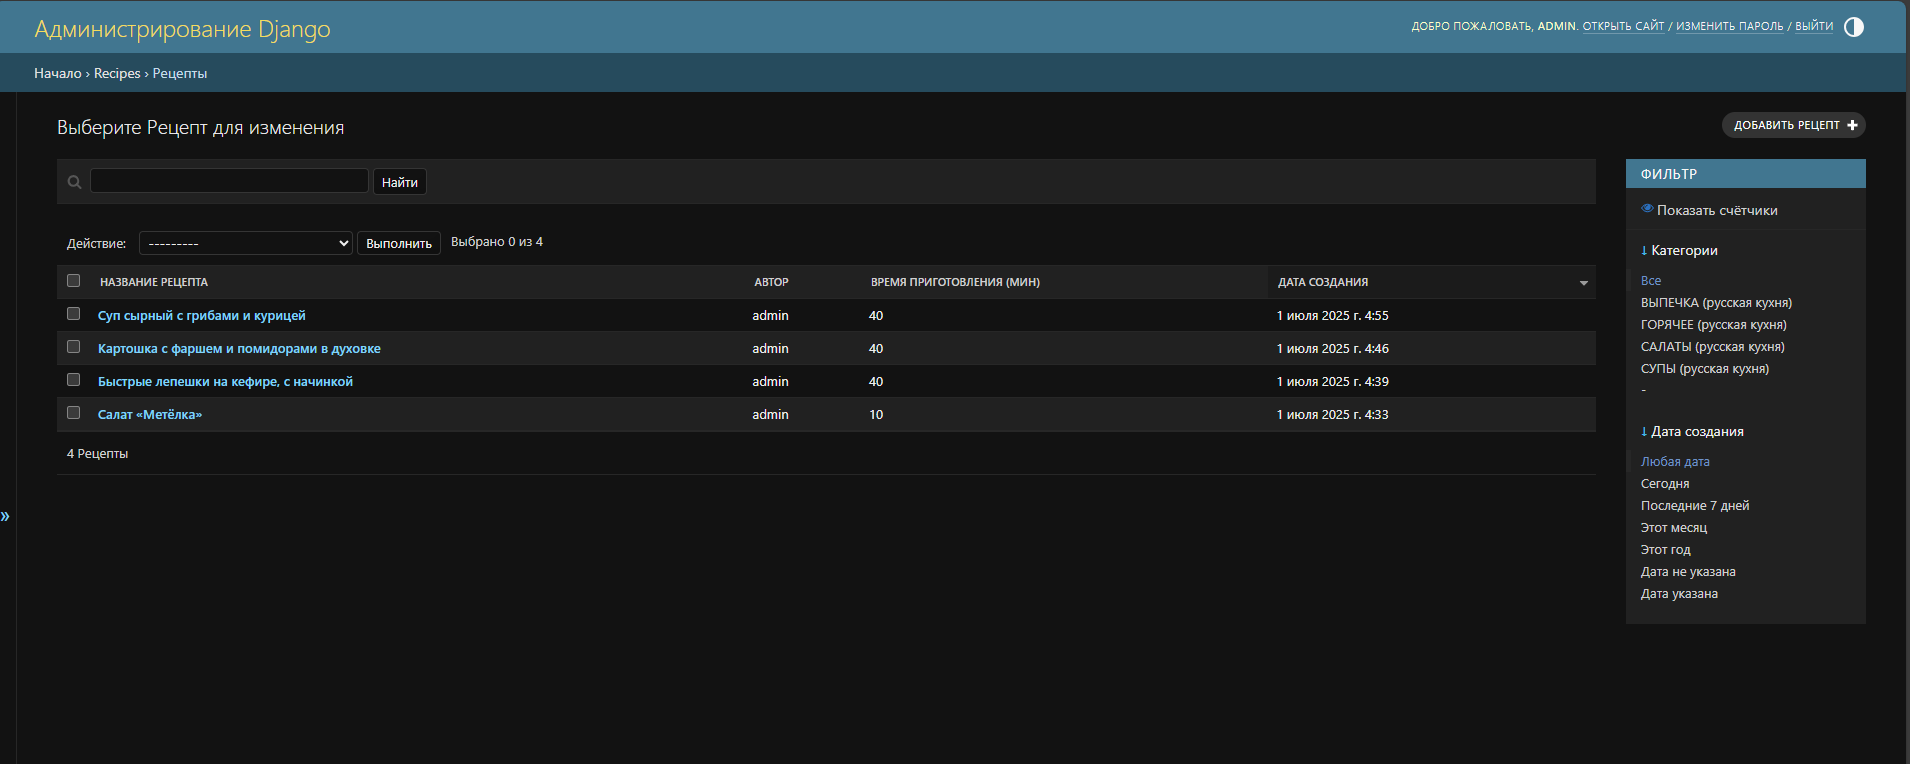 Администрирование Django
ДОБРО ПОЖАЛОВАТЬ, ADMIN. ОТКРЫТЬ САЙТ / ИЗМЕНИТЬ ПАРОЛЬ / ВЫЙТИ
Начало › Recipes › Рецепты
Выберите Рецепт для изменения
ДОБАВИТЬ РЕЦЕПТ +
Найти
Действие: --------- Выполнить Выбрано 0 из 4
НАЗВАНИЕ РЕЦЕПТА АВТОР ВРЕМЯ ПРИГОТОВЛЕНИЯ (МИН) ДАТА СОЗДАНИЯ
Суп сырный с грибами и курицей admin 40 1 июля 2025 г. 4:55
Картошка с фаршем и помидорами в духовке admin 40 1 июля 2025 г. 4:46
Быстрые лепешки на кефире, с начинкой admin 40 1 июля 2025 г. 4:39
Салат «Метёлка» admin 10 1 июля 2025 г. 4:33
4 Рецепты
»
ФИЛЬТР
Показать счётчики
↓ Категории
Все
ВЫПЕЧКА (русская кухня)
ГОРЯЧЕЕ (русская кухня)
САЛАТЫ (русская кухня)
СУПЫ (русская кухня)
-
↓ Дата создания
Любая дата
Сегодня
Последние 7 дней
Этот месяц
Этот год
Дата не указана
Дата указана